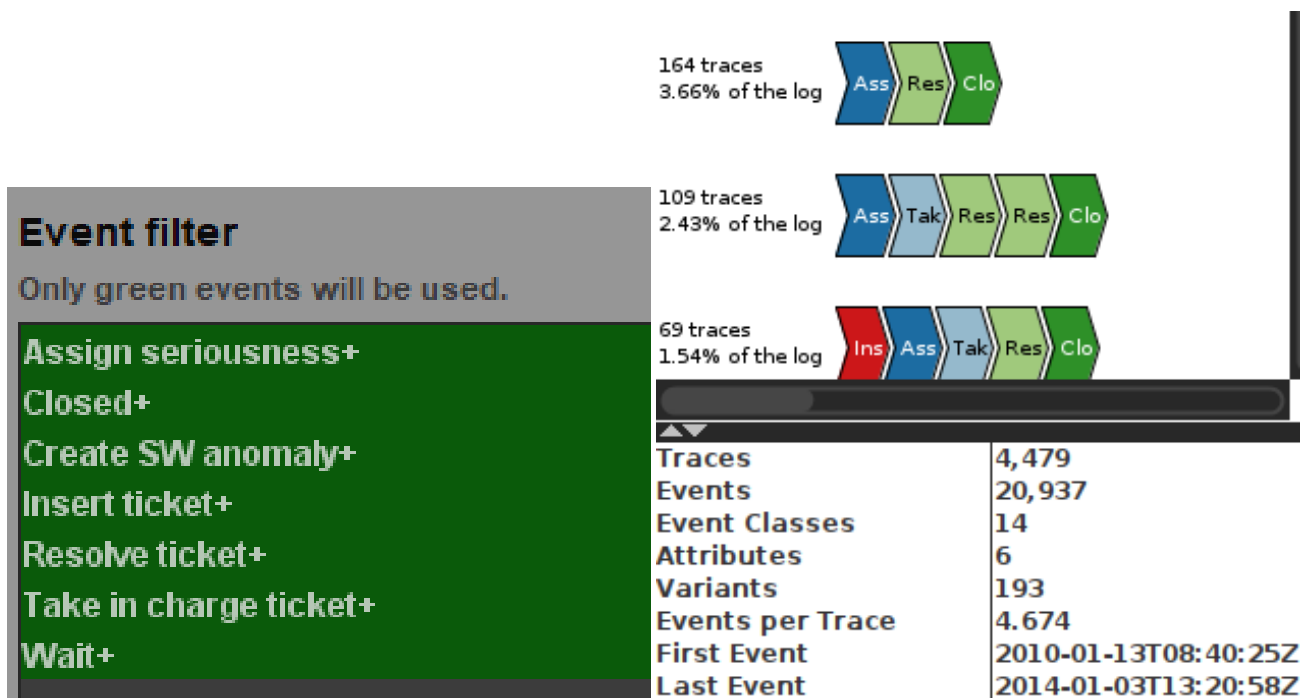 Event filter
Only green events will be used.
Assign seriousness+
Closed+
Create SW anomaly+
Insert ticket+
Resolve ticket+
Take in charge ticket+
Wait+
164 traces
3.66% of the log
Ass Res Clo
109 traces
2.43% of the log
Ass Tak Res Res Clo
69 traces
1.54% of the log
Ins Ass Tak Res Clo
Traces 4,479
Events 20,937
Event Classes 14
Attributes 6
Variants 193
Events per Trace 4.674
First Event 2010-01-13T08:40:25Z
Last Event 2014-01-03T13:20:58Z